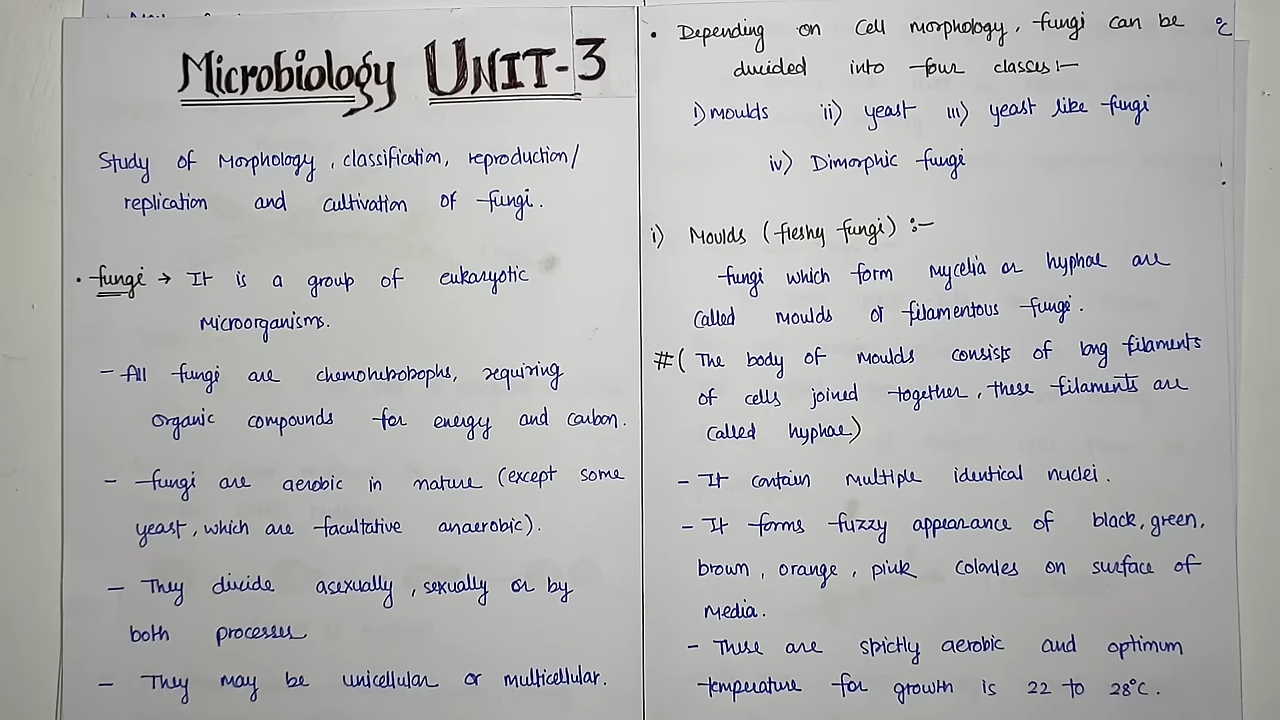 Microbiology UNIT-3
Study of Morphology, classification, reproduction/
replication and cultivation of fungi.
• fungi → It is a group of eukaryotic
Microorganisms.
- All fungi are chemoheterotrophs, requiring
organic compounds for energy and carbon.
- fungi are aerobic in nature (except some
yeast, which are facultative anaerobic).
- They divide asexually, sexually or by
both processes
- They may be unicellular or multicellular.
• Depending on cell morphology, fungi can be
divided into four classes:-
i) moulds ii) yeast iii) yeast like fungi
iv) Dimorphic fungi
i) Moulds (fleshy fungi) :-
fungi which form mycelia or hyphae are
called moulds or filamentous fungi.
#( The body of moulds consists of long filaments
of cells joined together, these filaments are
called hyphae)
- It contain multiple identical nuclei.
- It forms fuzzy appearance of black, green,
brown, orange, pink colonies on surface of
media.
- These are strictly aerobic and optimum
temperature for growth is 22 to 28°C.